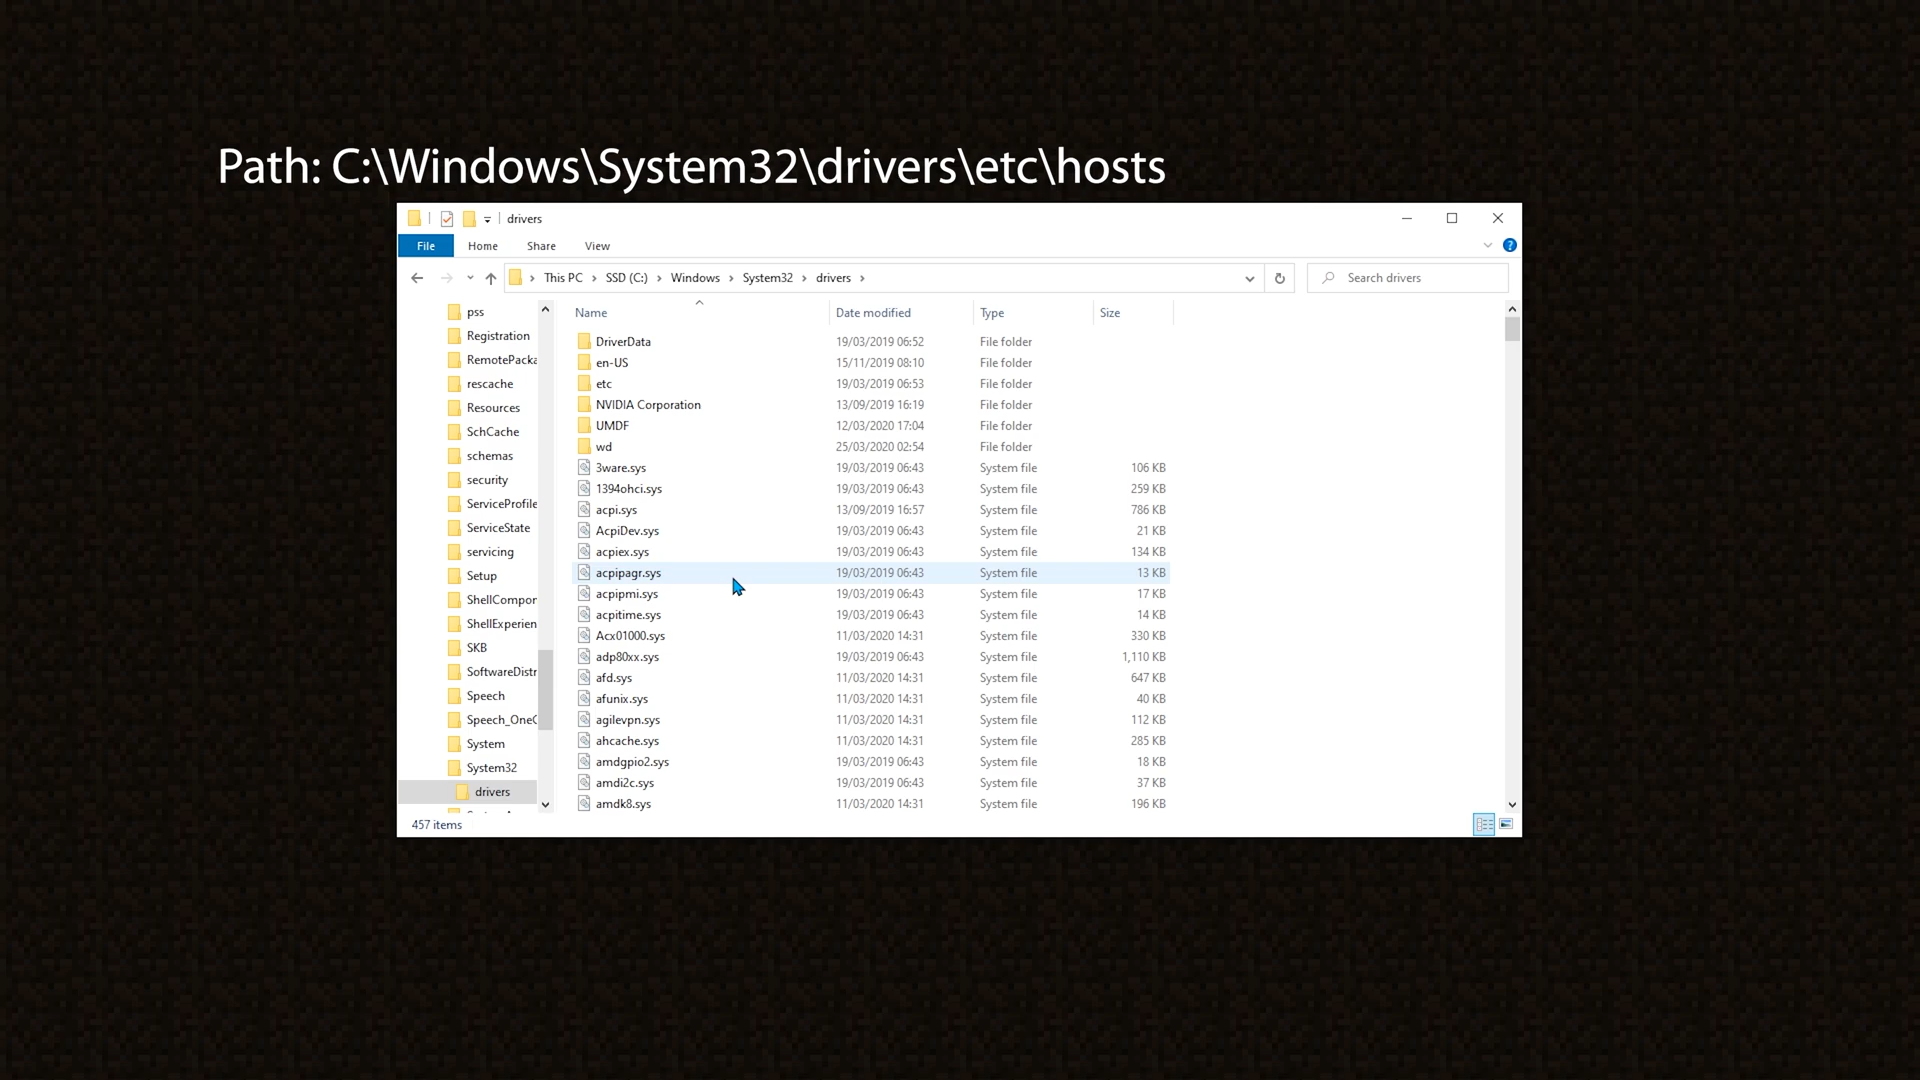 Path: C:\Windows\System32\drivers\etc\hosts
drivers
File Home Share View
This PC > SSD (C:) > Windows > System32 > drivers >
Search drivers
pss
Registration
RemotePacka
rescache
Resources
SchCache
schemas
security
ServiceProfile
ServiceState
servicing
Setup
ShellCompor
ShellExperien
SKB
SoftwareDistr
Speech
Speech_OneC
System
System32
drivers
Name Date modified Type Size
DriverData 19/03/2019 06:52 File folder
en-US 15/11/2019 08:10 File folder
etc 19/03/2019 06:53 File folder
NVIDIA Corporation 13/09/2019 16:19 File folder
UMDF 12/03/2020 17:04 File folder
wd 25/03/2020 02:54 File folder
3ware.sys 19/03/2019 06:43 System file 106 KB
1394ohci.sys 19/03/2019 06:43 System file 259 KB
acpi.sys 13/09/2019 16:57 System file 786 KB
AcpiDev.sys 19/03/2019 06:43 System file 21 KB
acpiex.sys 19/03/2019 06:43 System file 134 KB
acpipagr.sys 19/03/2019 06:43 System file 13 KB
acpipmi.sys 19/03/2019 06:43 System file 17 KB
acpitime.sys 19/03/2019 06:43 System file 14 KB
Acx01000.sys 11/03/2020 14:31 System file 330 KB
adp80xx.sys 19/03/2019 06:43 System file 1,110 KB
afd.sys 11/03/2020 14:31 System file 647 KB
afunix.sys 11/03/2020 14:31 System file 40 KB
agilevpn.sys 11/03/2020 14:31 System file 112 KB
ahcache.sys 11/03/2020 14:31 System file 285 KB
amdgpio2.sys 19/03/2019 06:43 System file 18 KB
amdi2c.sys 19/03/2019 06:43 System file 37 KB
amdk8.sys 11/03/2020 14:31 System file 196 KB
457 items